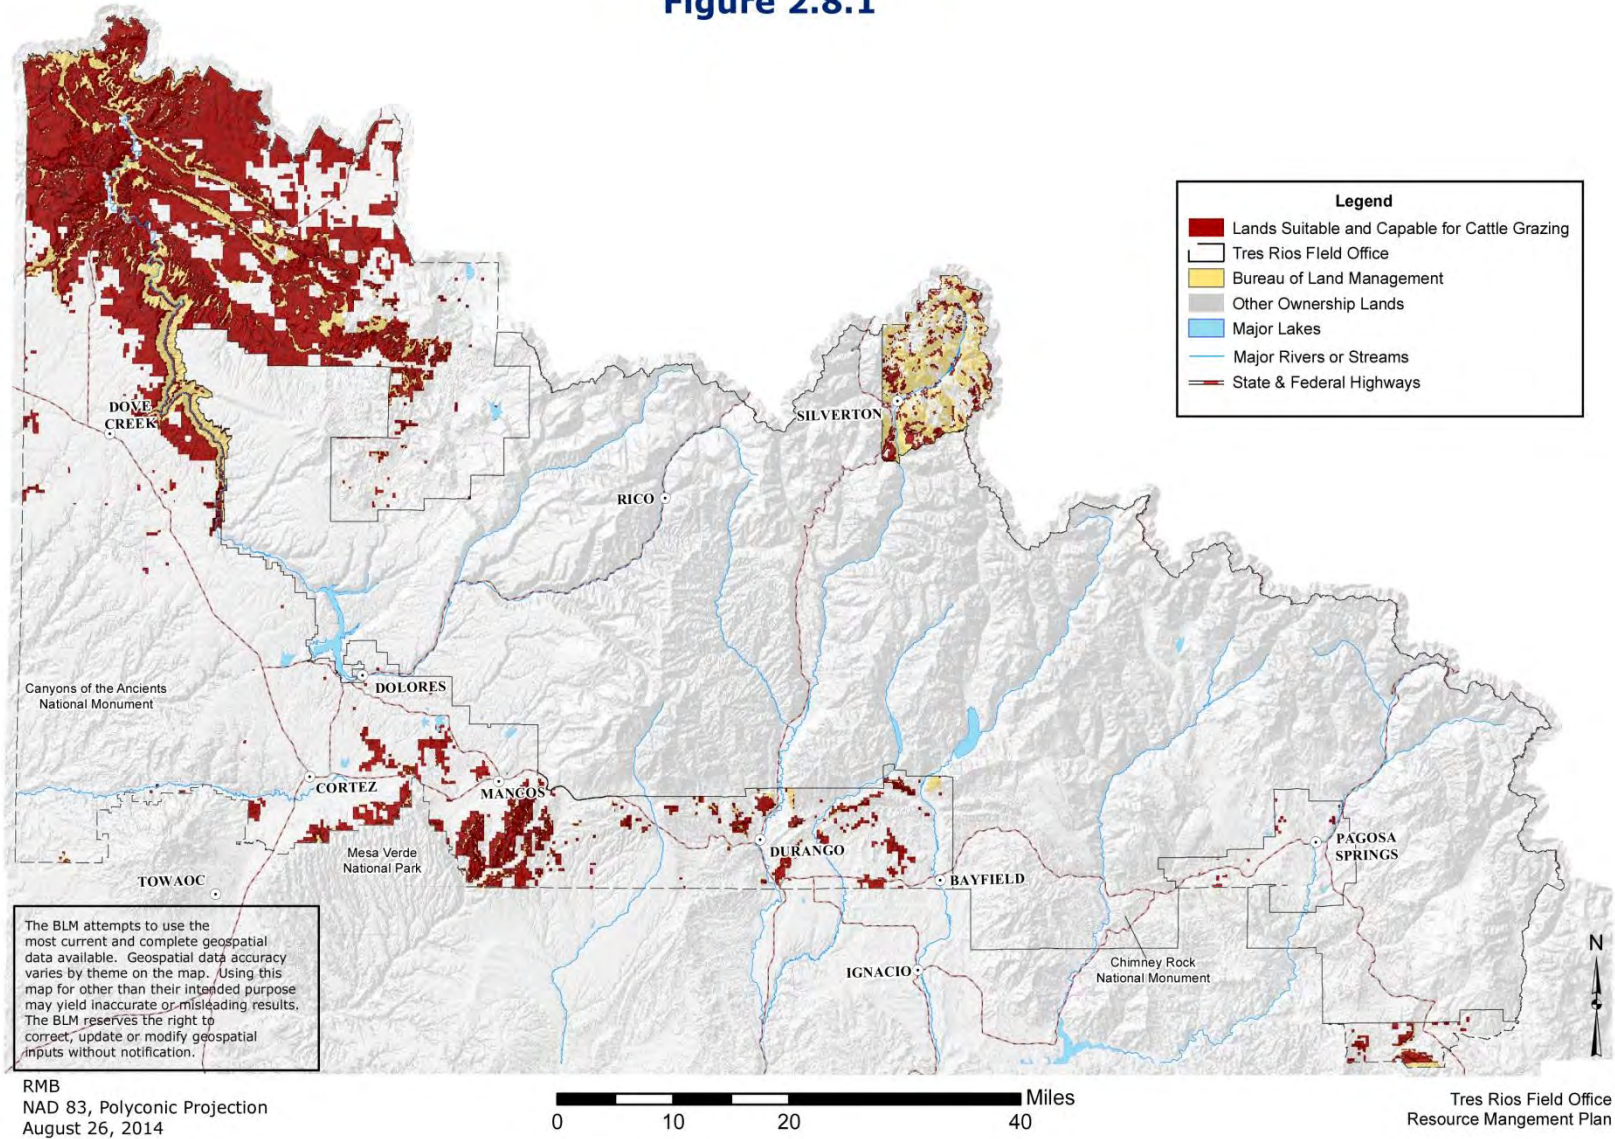 Figure 2.8.1
Legend
Lands Suitable and Capable for Cattle Grazing
Tres Rios FIeld Office
Bureau of Land Management
Other Ownership Lands
Major Lakes
Major Rivers or Streams
State & Federal Highways
DOVE
CREEK
SILVERTON
RICO
DOLORES
Canyons of the Ancients
National Monument
CORTEZ
MANCOS
Mesa Verde
National Park
DURANGO
PAGOSA
SPRINGS
TOWAOC
BAYFIELD
IGNACIO
Chimney Rock
National Monument
N
The BLM attempts to use the
most current and complete geospatial
data available. Geospatial data accuracy
varies by theme on the map. Using this
map for other than their intended purpose
may yield inaccurate or misleading results.
The BLM reserves the right to
correct, update or modify geospatial
inputs without notification.
RMB
NAD 83, Polyconic Projection
August 26, 2014
Miles
0 10 20 40
Tres Rios Field Office
Resource Mangement Plan